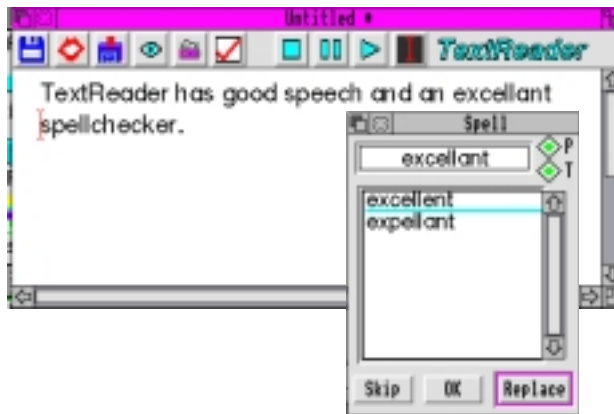 Untitled *
TextReader
TextReader has good speech and an excellant
spellchecker.
Spell
excellant
P
T
excellent
expellant
Skip OK Replace